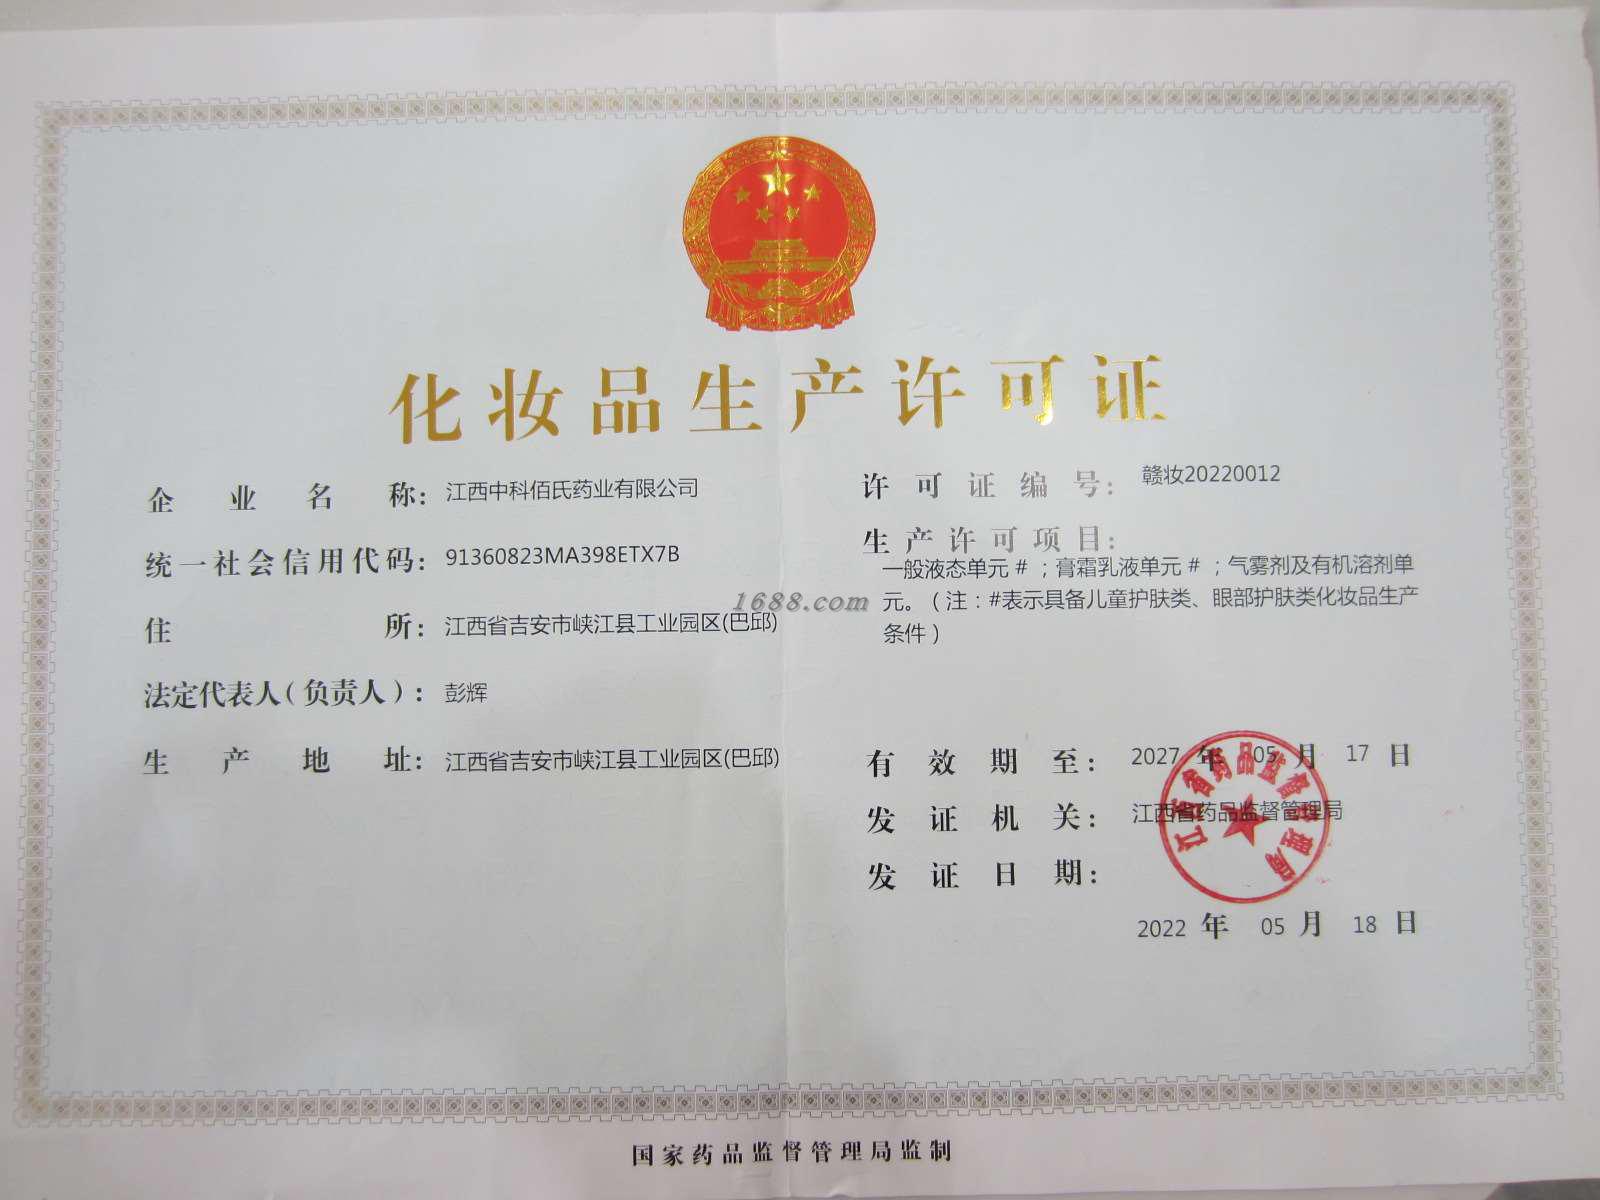 化妆品生产许可证
企业名称：江西中科佰氏药业有限公司
统一社会信用代码：91360823MA398ETX7B
住所：江西省吉安市峡江县工业园区(巴邱)
法定代表人（负责人）：彭辉
生产地址：江西省吉安市峡江县工业园区(巴邱)
许可证编号：赣妆20220012
生产许可项目：
一般液态单元#；膏霜乳液单元#；气雾剂及有机溶剂单
元。（注：#表示具备儿童护肤类、眼部护肤类化妆品生产
条件）
有效期至：2027年05月17日
发证机关：江西省药品监督管理局
发证日期：
2022年05月18日
江西省药品监督管理局
1688.com
国家药品监督管理局监制